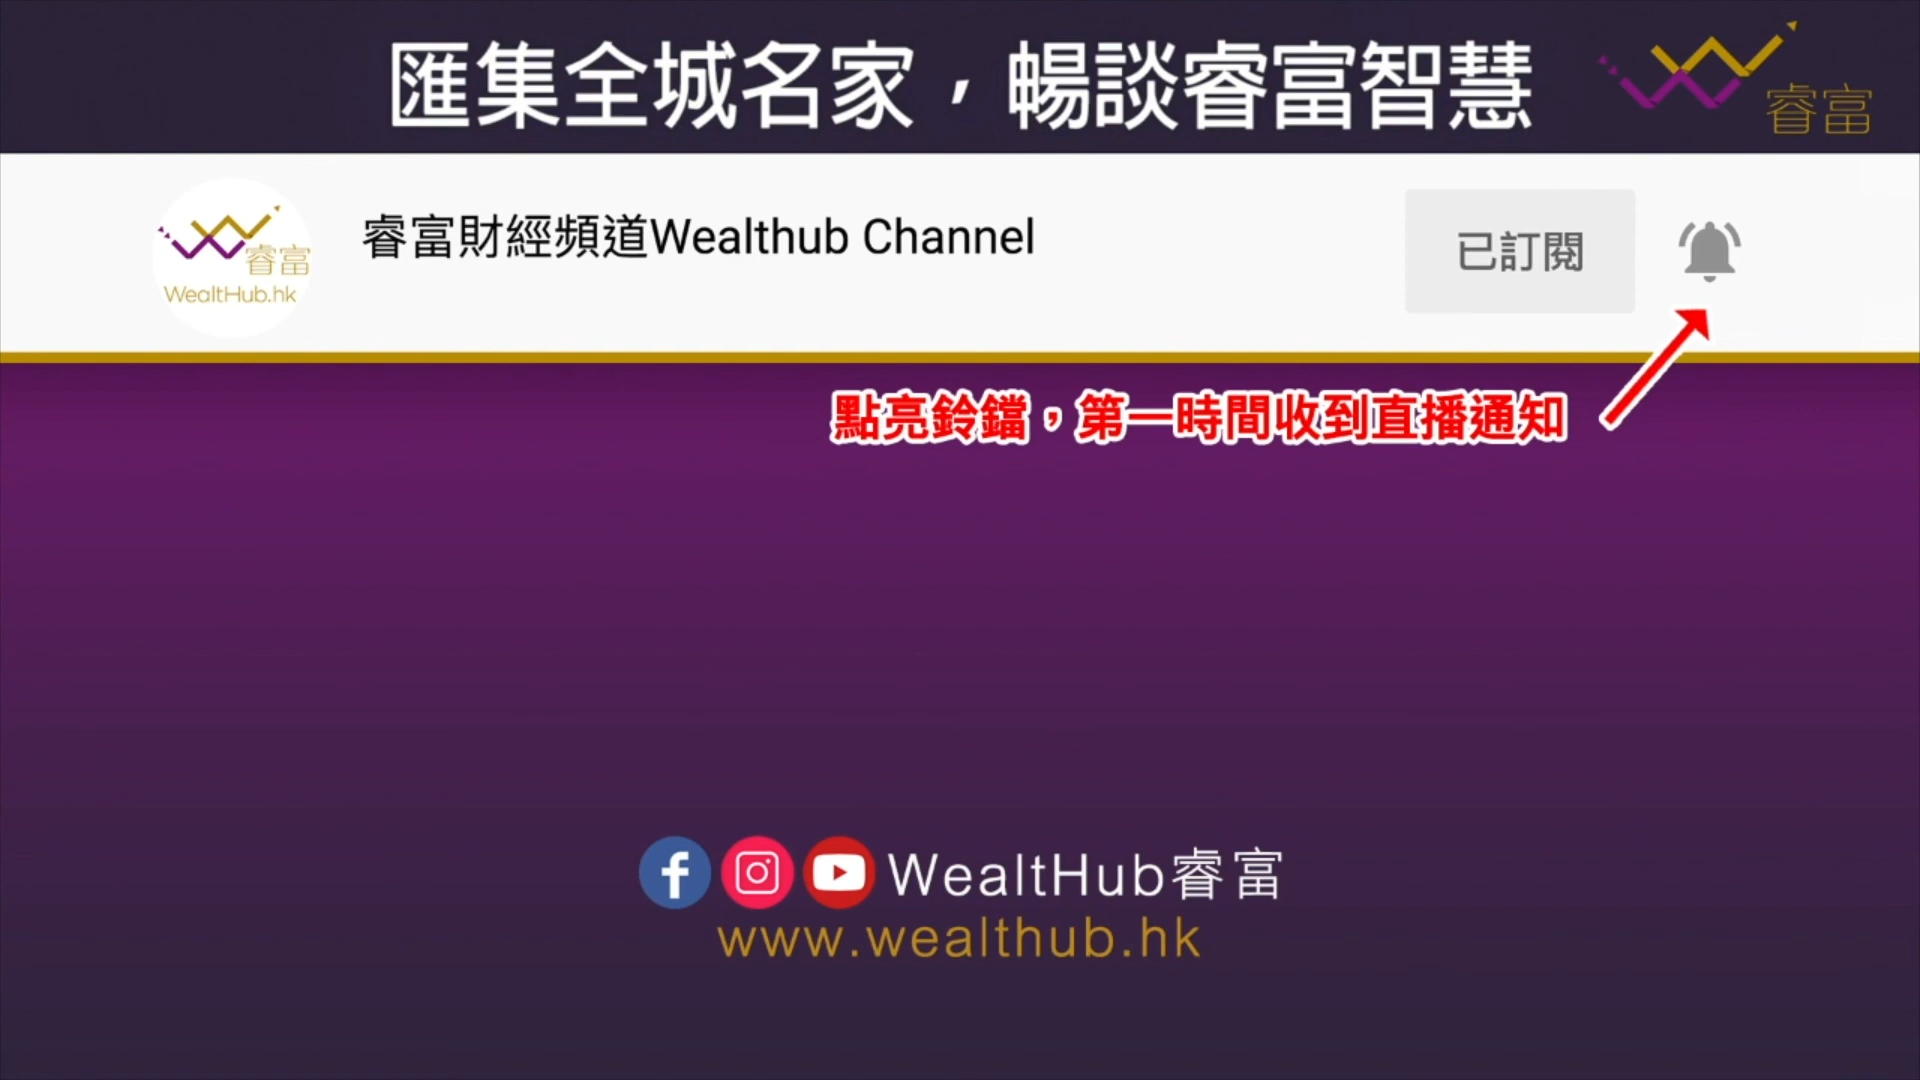 匯集全城名家，暢談睿富智慧
睿富
睿富
WealtHub.hk
睿富財經頻道Wealthub Channel
已訂閱
點亮鈴鐺，第一時間收到直播通知
WealtHub睿富
www.wealthub.hk